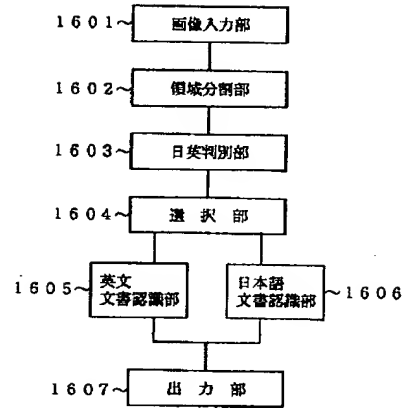 1601～ 画像入力部
1602～ 領域分割部
1603～ 日英判別部
1604～ 選択部
1605～ 英文
文書認識部
日本語
文書認識部 ～1606
1607～ 出力部